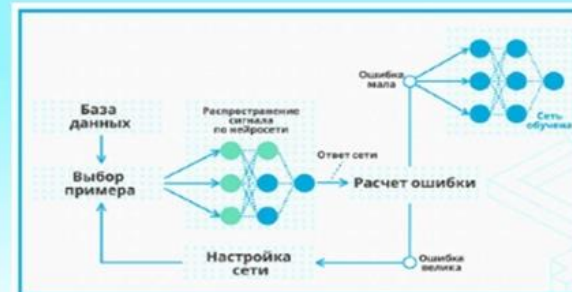 База
данных
Выбор
примера
Распространение
сигнала
по нейросети
Ответ сети
Расчет ошибки
Ошибка
мала
Сеть
обучена
Ошибка
велика
Настройка
сети